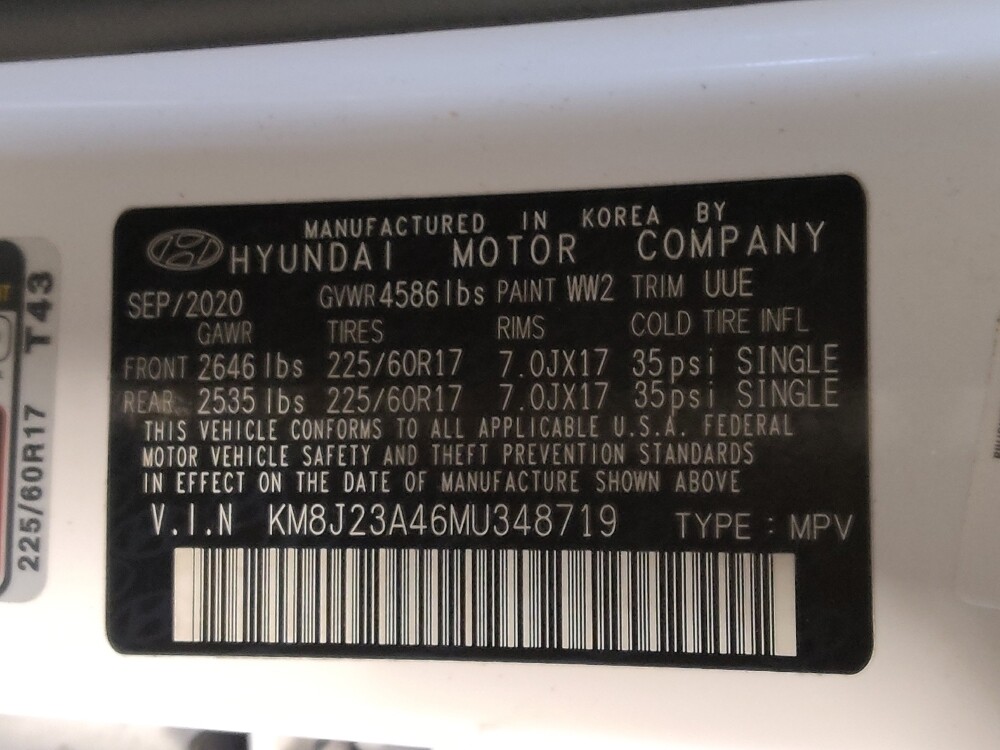 MANUFACTURED IN KOREA BY
HYUNDAI MOTOR COMPANY
SEP/2020 GVWR 4586 lbs PAINT WW2 TRIM UUE
GAWR TIRES RIMS COLD TIRE INFL
FRONT 2646 lbs 225/60R17 7.0JX17 35psi SINGLE
REAR 2535 lbs 225/60R17 7.0JX17 35psi SINGLE
THIS VEHICLE CONFORMS TO ALL APPLICABLE U.S.A. FEDERAL
MOTOR VEHICLE SAFETY AND THEFT PREVENTION STANDARDS
IN EFFECT ON THE DATE OF MANUFACTURE SHOWN ABOVE
V.I.N KM8J23A46MU348719 TYPE : MPV
225/60R17 T43